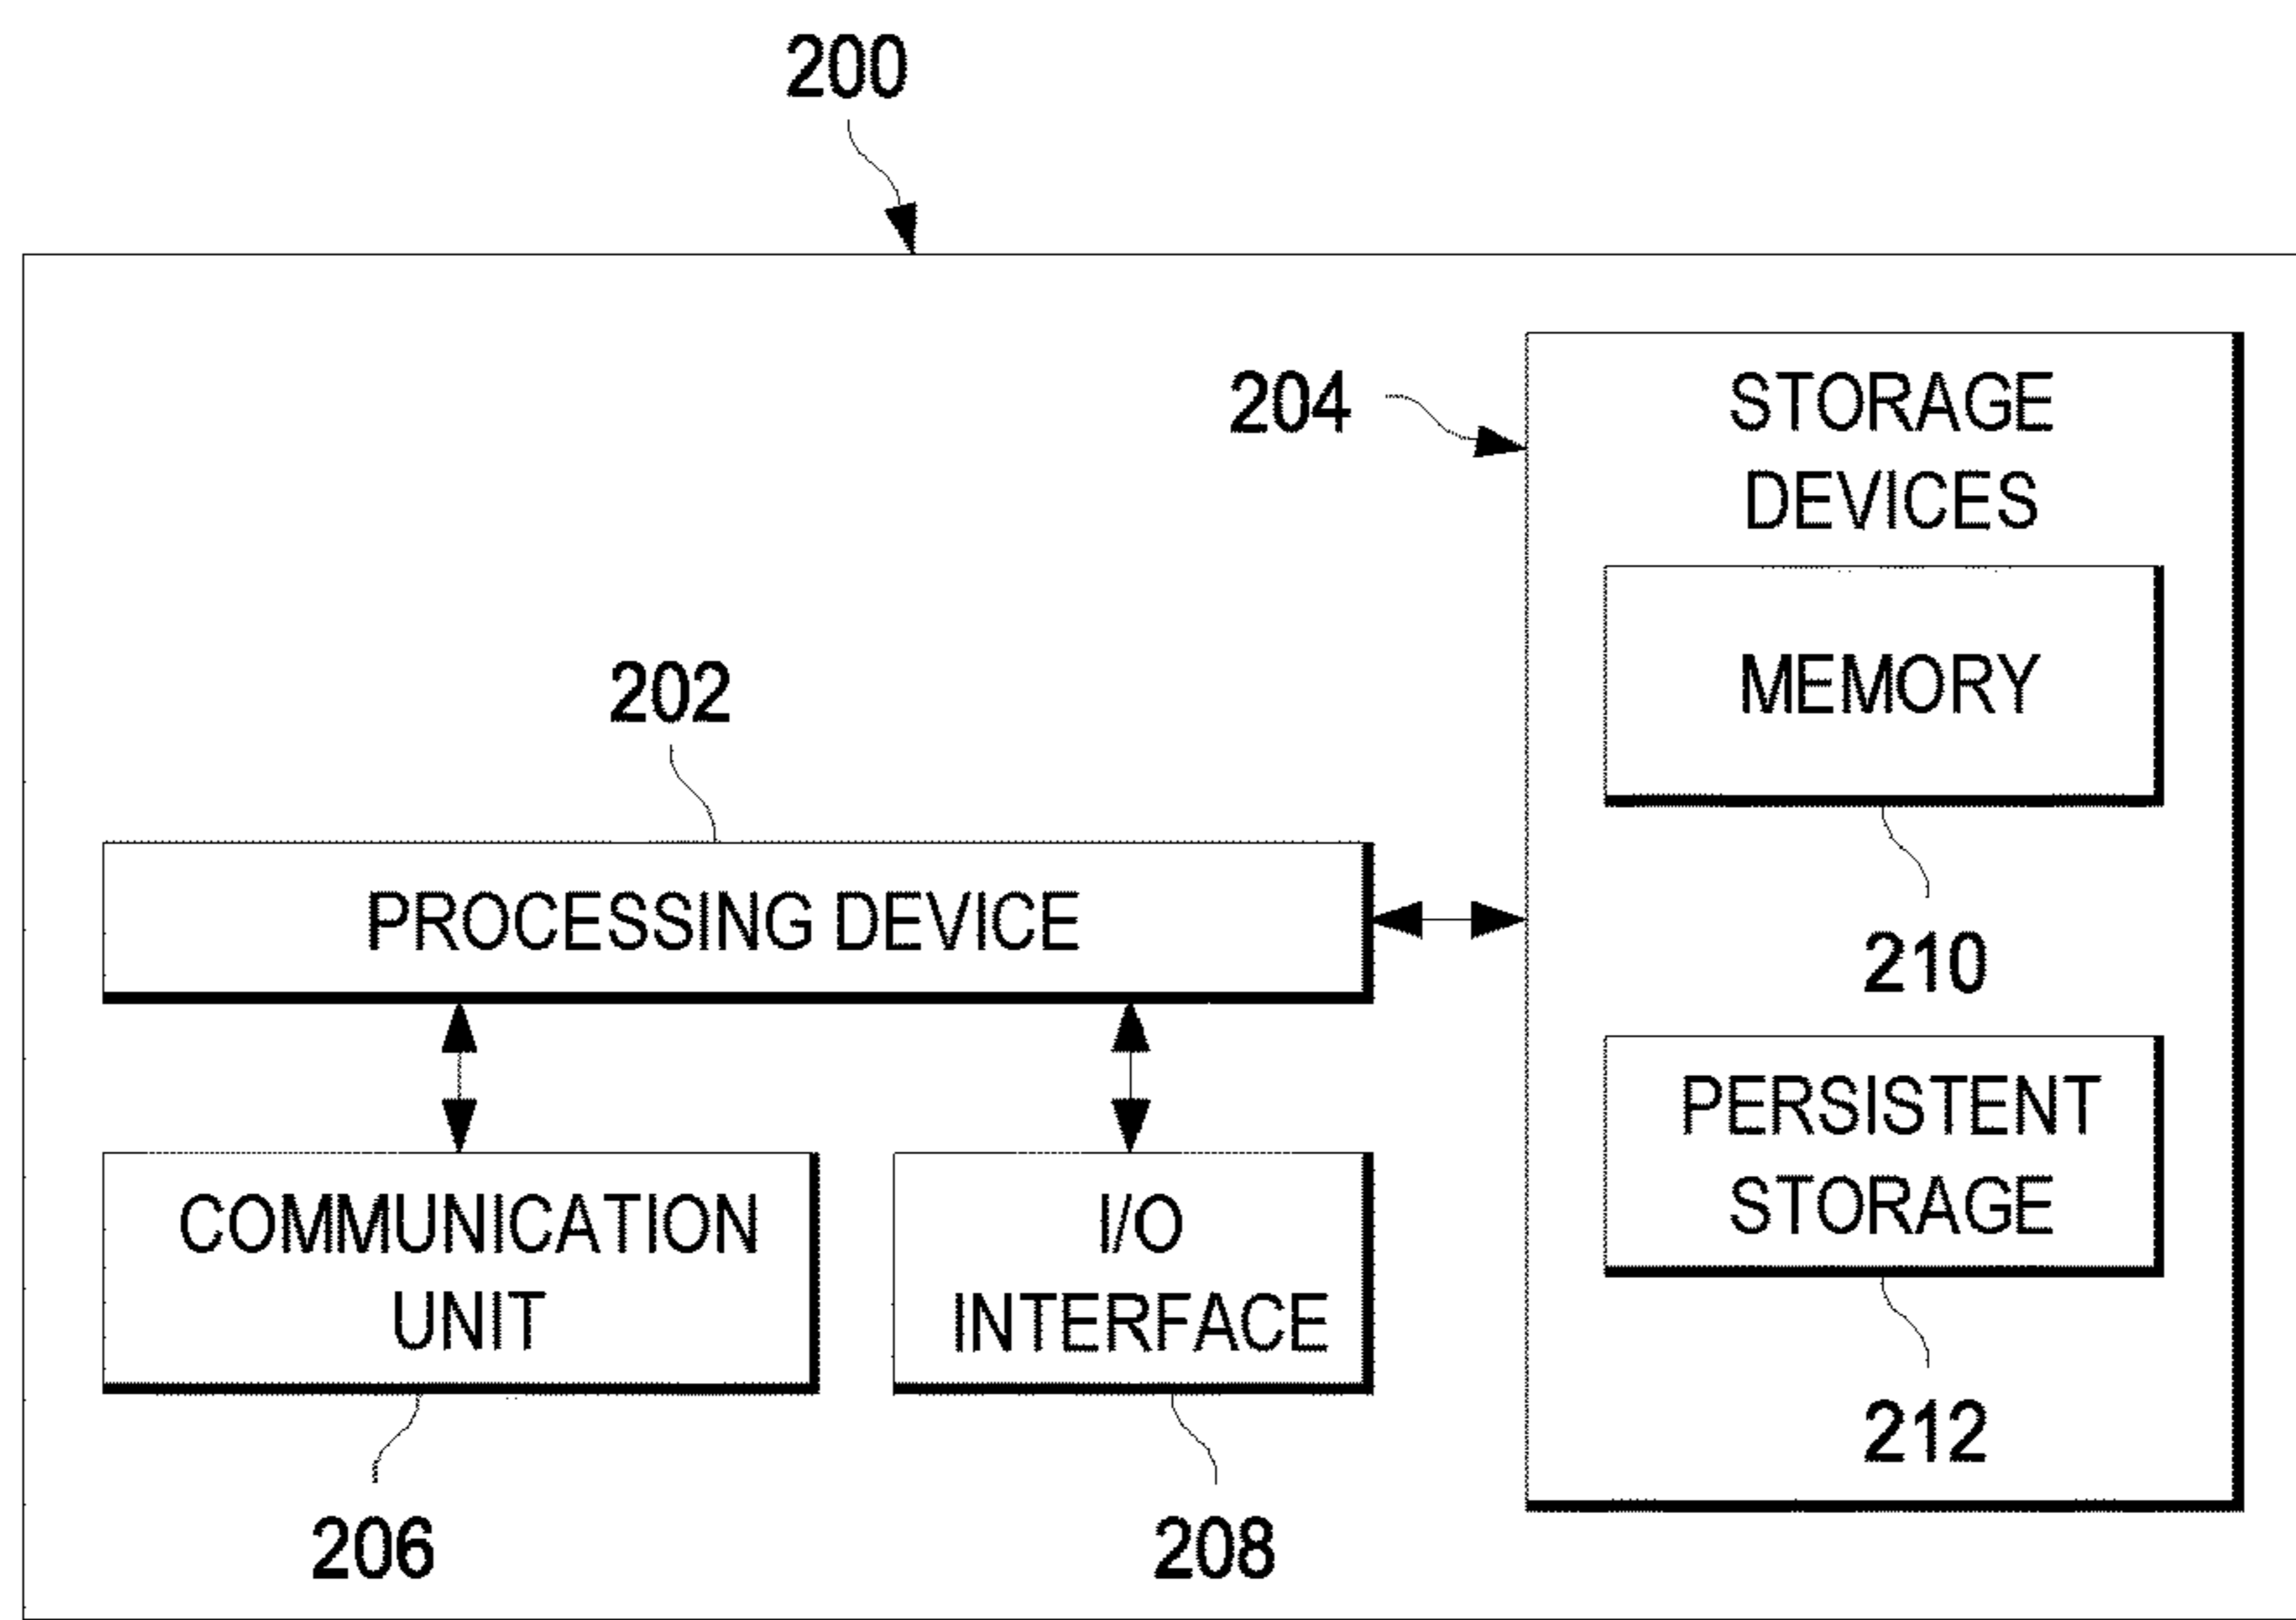 200
204
STORAGE
DEVICES
MEMORY
210
202
PROCESSING DEVICE
PERSISTENT
STORAGE
212
COMMUNICATION
UNIT
206
I/O
INTERFACE
208